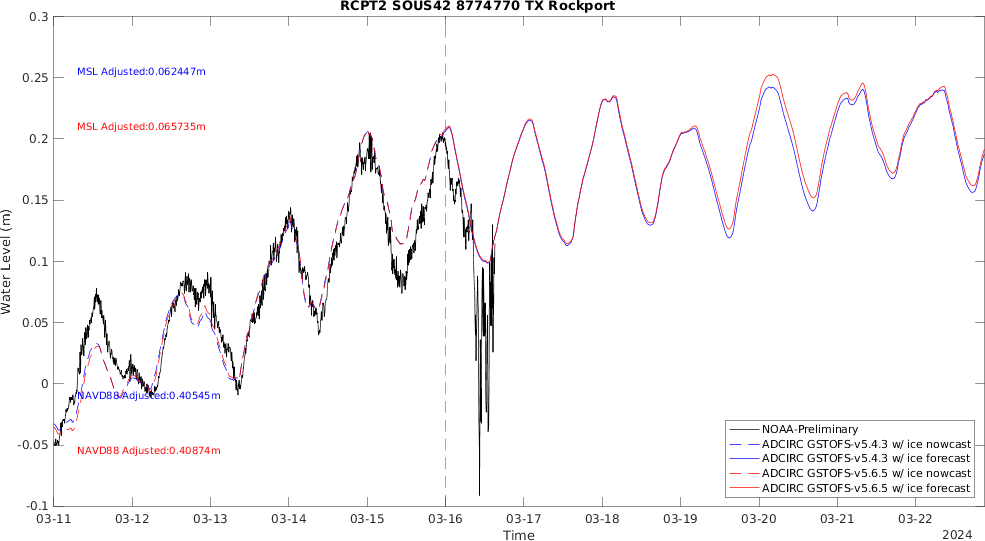 RCPT2 SOUS42 8774770 TX Rockport
0.3
0.25
0.2
0.15
0.1
0.05
0
-0.05
-0.1
Water Level (m)
MSL Adjusted:0.062447m
MSL Adjusted:0.065735m
NAVD88 Adjusted:0.40545m
NAVD88 Adjusted:0.40874m
NOAA-Preliminary
ADCIRC GSTOFS-v5.4.3 w/ ice nowcast
ADCIRC GSTOFS-v5.4.3 w/ ice forecast
ADCIRC GSTOFS-v5.6.5 w/ ice nowcast
ADCIRC GSTOFS-v5.6.5 w/ ice forecast
03-11 03-12 03-13 03-14 03-15 03-16 03-17 03-18 03-19 03-20 03-21 03-22
Time
2024